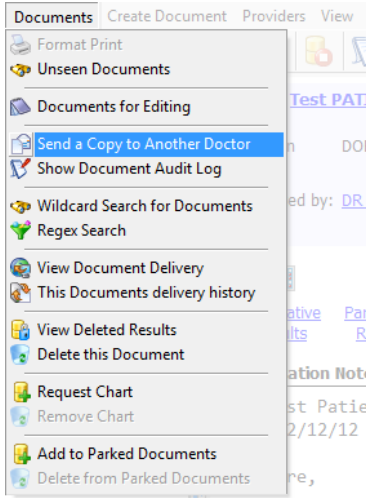 Documents Create Document Providers View
Format Print
Unseen Documents
Documents for Editing
Test PAT
Send a Copy to Another Doctor
DO
Show Document Audit Log
Wildcard Search for Documents
ed by: DR
Regex Search
View Document Delivery
This Documents delivery history
ative Par
View Deleted Results
lts R
Delete this Document
ation Note
Request Chart
st Patie
Remove Chart
2/12/12
Add to Parked Documents
Delete from Parked Documents
re,